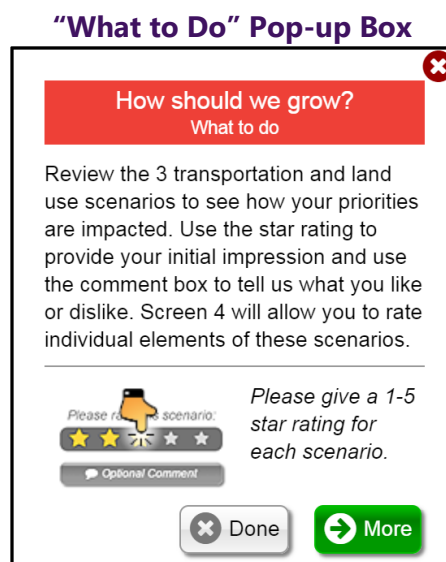 “What to Do” Pop-up Box
How should we grow?
What to do
Review the 3 transportation and land
use scenarios to see how your priorities
are impacted. Use the star rating to
provide your initial impression and use
the comment box to tell us what you like
or dislike. Screen 4 will allow you to rate
individual elements of these scenarios.
Please scenario:
Optional Comment
Please give a 1-5
star rating for
each scenario.
Done
More